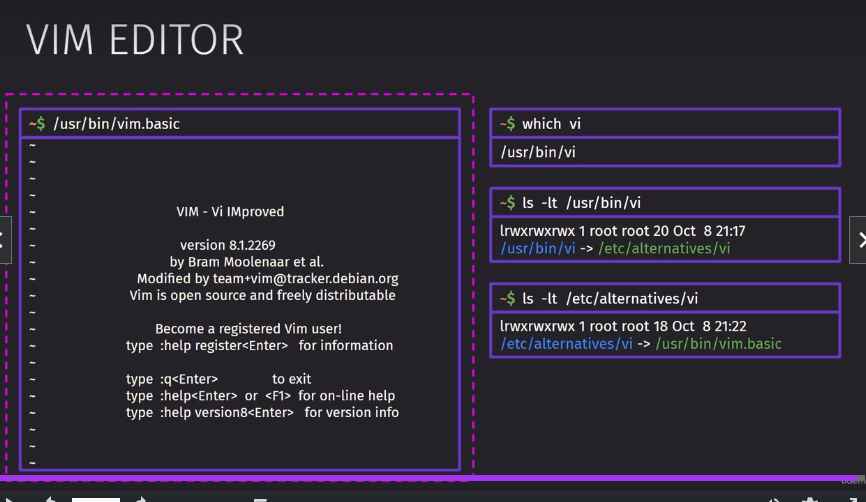 VIM EDITOR
~$ /usr/bin/vim.basic
~
~
~
~
~ VIM - Vi IMproved
~
~ version 8.1.2269
~ by Bram Moolenaar et al.
~ Modified by team+vim@tracker.debian.org
~ Vim is open source and freely distributable
~
~ Become a registered Vim user!
~ type :help register<Enter> for information
~
~ type :q<Enter> to exit
~ type :help<Enter> or <F1> for on-line help
~ type :help version8<Enter> for version info
~
~
~
~$ which vi
/usr/bin/vi
~$ ls -lt /usr/bin/vi
lrwxrwxrwx 1 root root 20 Oct 8 21:17
/usr/bin/vi -> /etc/alternatives/vi
~$ ls -lt /etc/alternatives/vi
lrwxrwxrwx 1 root root 18 Oct 8 21:22
/etc/alternatives/vi -> /usr/bin/vim.basic